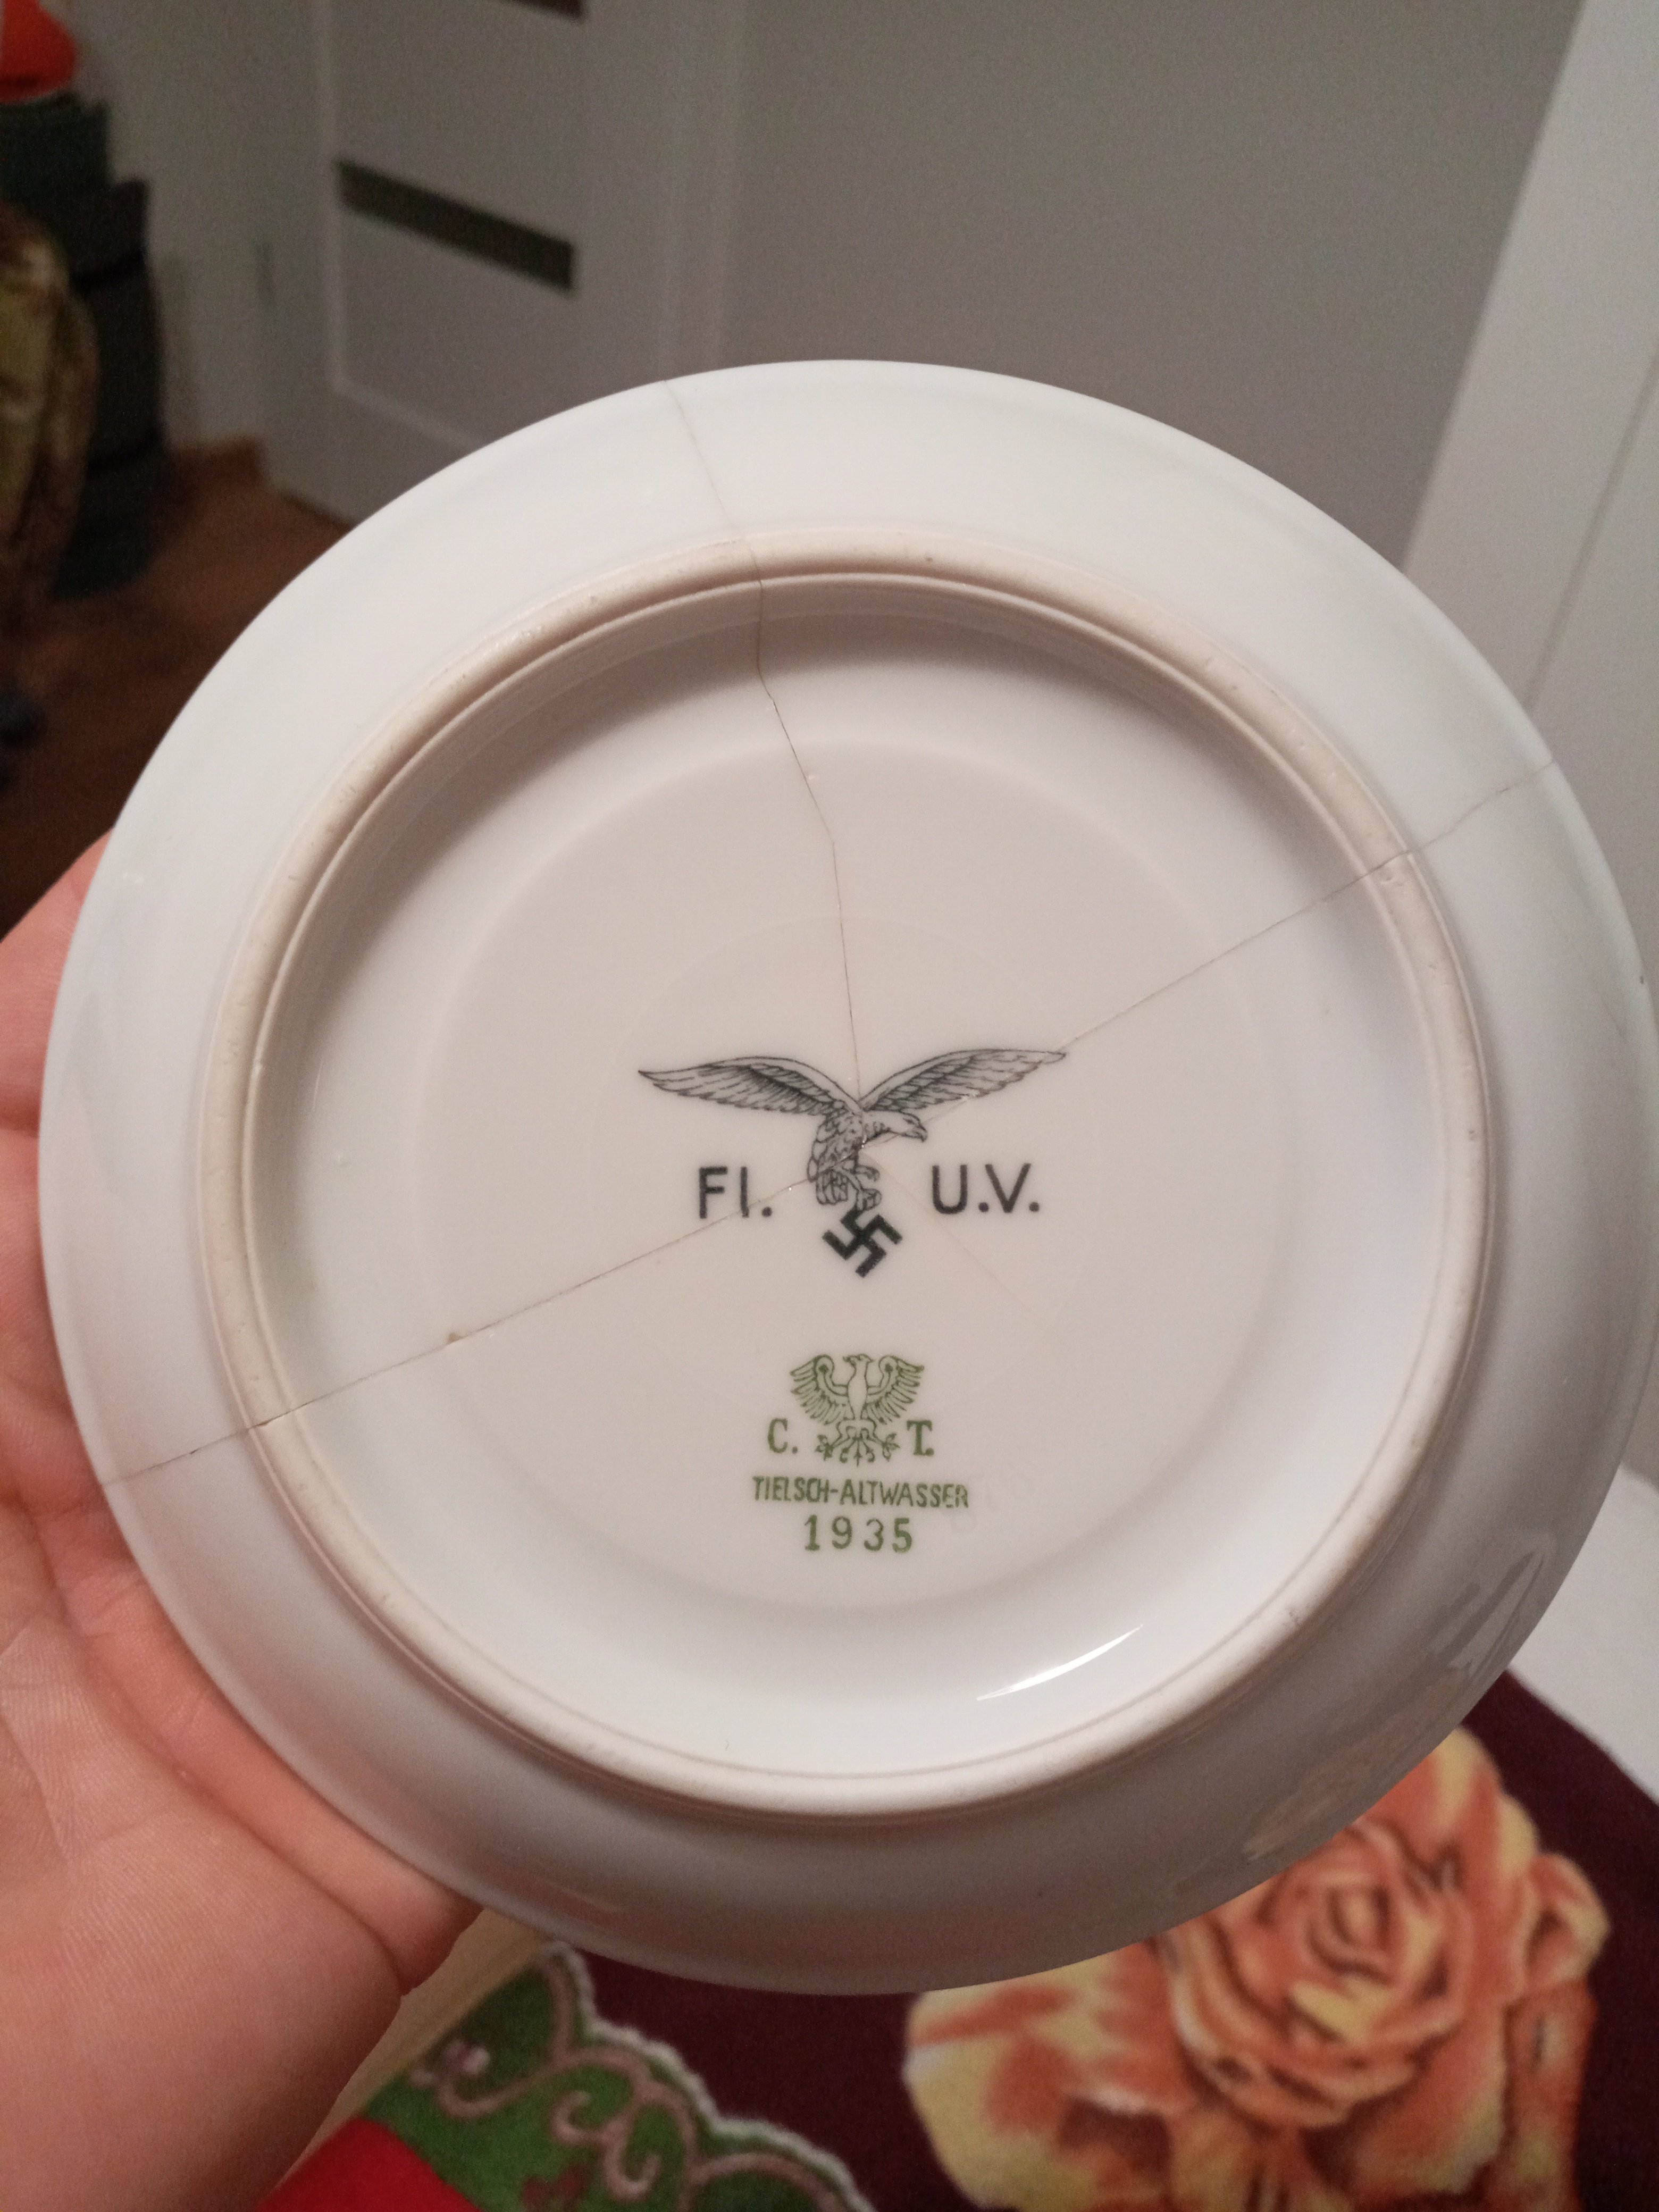 Fl. U.V.
C. T.
TIELSCH-ALTWASSER
1935